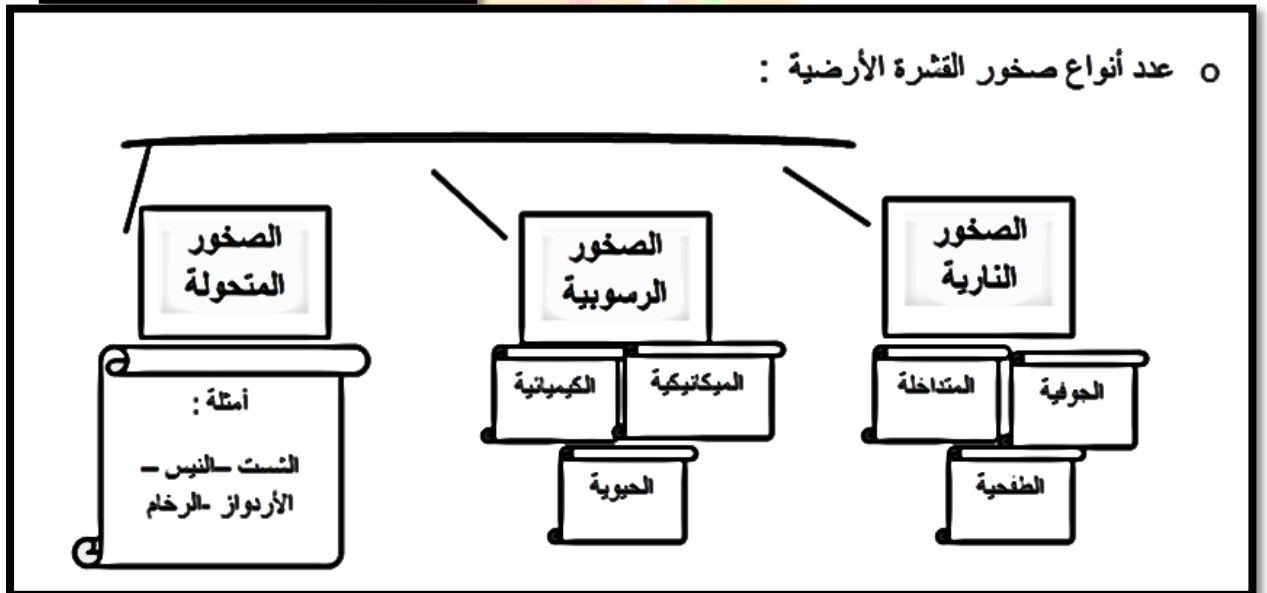 o عدد أنواع صخور القشرة الأرضية :
الصخور
النارية
الجوفية
المتداخلة
الطفحية
الصخور
الرسوبية
الميكانيكية
الكيميائية
الحيوية
الصخور
المتحولة
أمثلة :
الشست –النيس –
الأردواز -الرخام